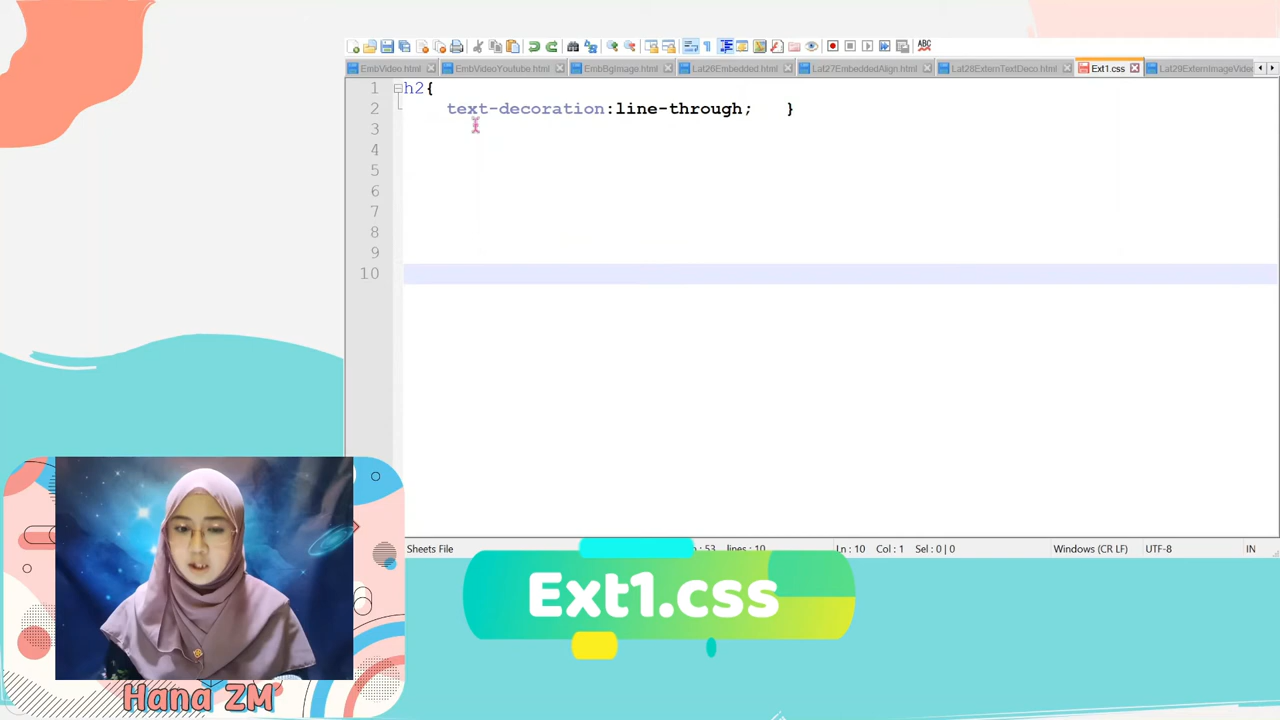 EmbVideo.html EmbVideoYoutube.html EmbBgImage.html Lat26Embedded.html Lat27EmbeddedAlign.html Lat28ExternTextDeco.html Ext1.css Lat29ExternImageVideo
1 h2{
2 text-decoration:line-through; }
3
4
5
6
7
8
9
10
Sheets File : 53 lines : 10 Ln : 10 Col : 1 Sel : 0 | 0 Windows (CR LF) UTF-8 IN
Ext1.css
Hana ZM